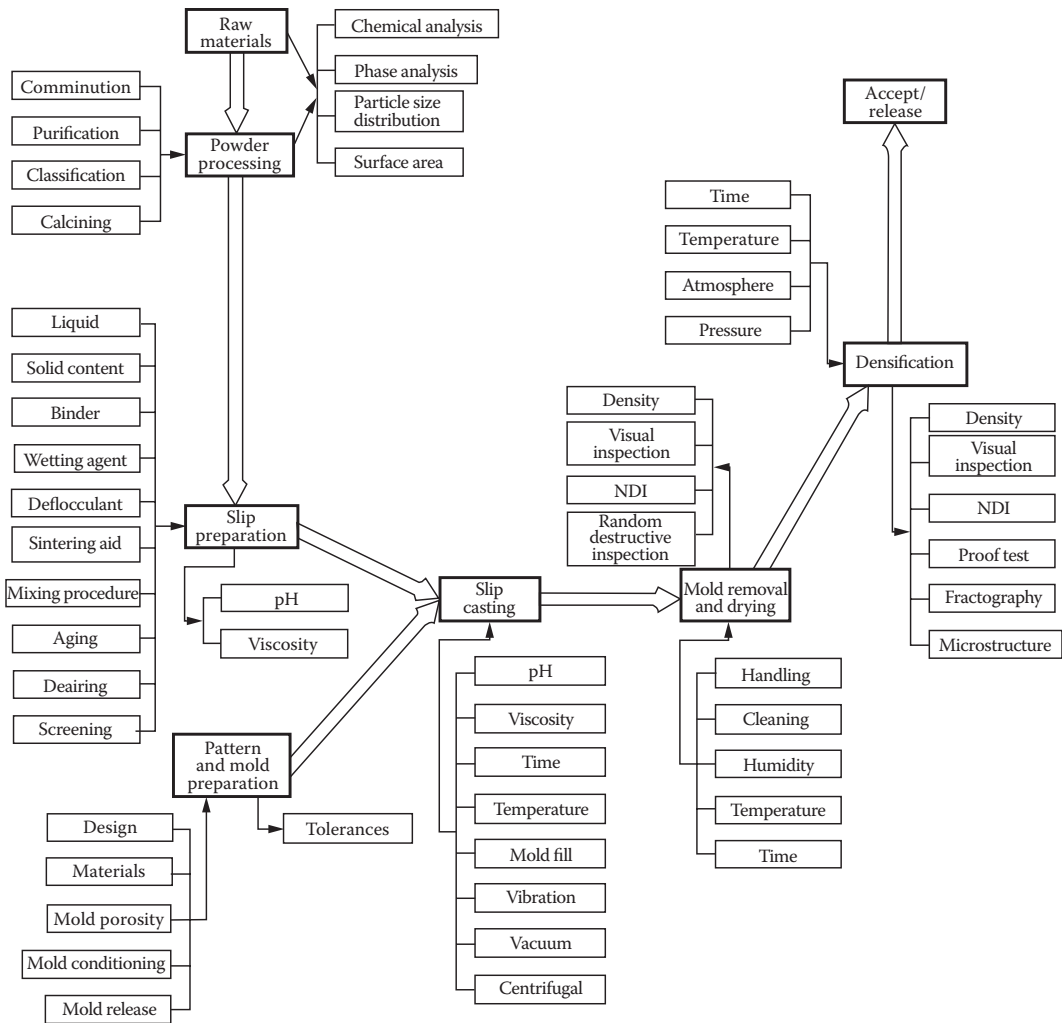 Raw
materials
Chemical analysis
Phase analysis
Particle size
distribution
Surface area
Comminution
Purification
Classification
Calcining
Powder
processing
Accept/
release
Time
Temperature
Atmosphere
Pressure
Densification
Liquid
Solid content
Binder
Wetting agent
Deflocculant
Sintering aid
Mixing procedure
Aging
Deairing
Screening
Slip
preparation
pH
Viscosity
Density
Visual
inspection
NDI
Random
destructive
inspection
Density
Visual
inspection
NDI
Proof test
Fractography
Microstructure
Slip
casting
Mold removal
and drying
pH
Viscosity
Time
Temperature
Mold fill
Vibration
Vacuum
Centrifugal
Handling
Cleaning
Humidity
Temperature
Time
Pattern
and mold
preparation
Tolerances
Design
Materials
Mold porosity
Mold conditioning
Mold release